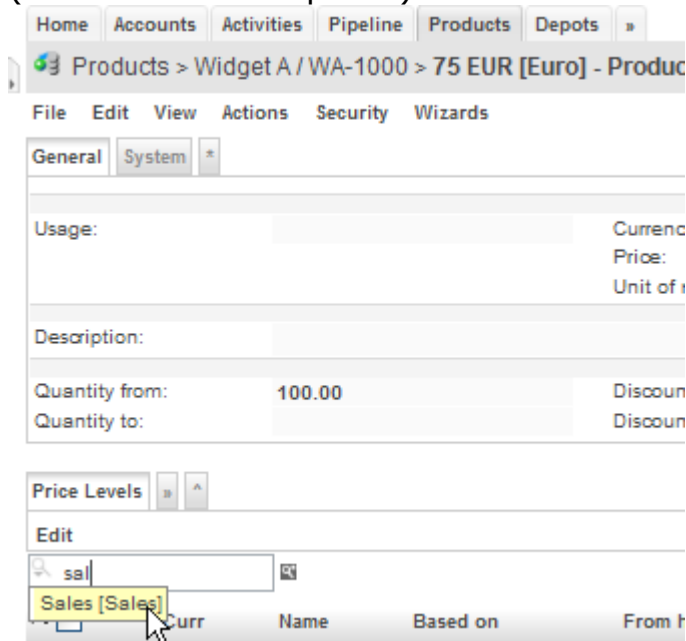 Home Accounts Activities Pipeline Products Depots »
Products > Widget A / WA-1000 > 75 EUR [Euro] - Produc
File Edit View Actions Security Wizards
General System *
Usage: Currenc
Price:
Unit of r
Description:
Quantity from: 100.00 Discoun
Quantity to: Discoun
Price Levels » ^
Edit
sal
Sales [Sales]
Curr Name Based on From h